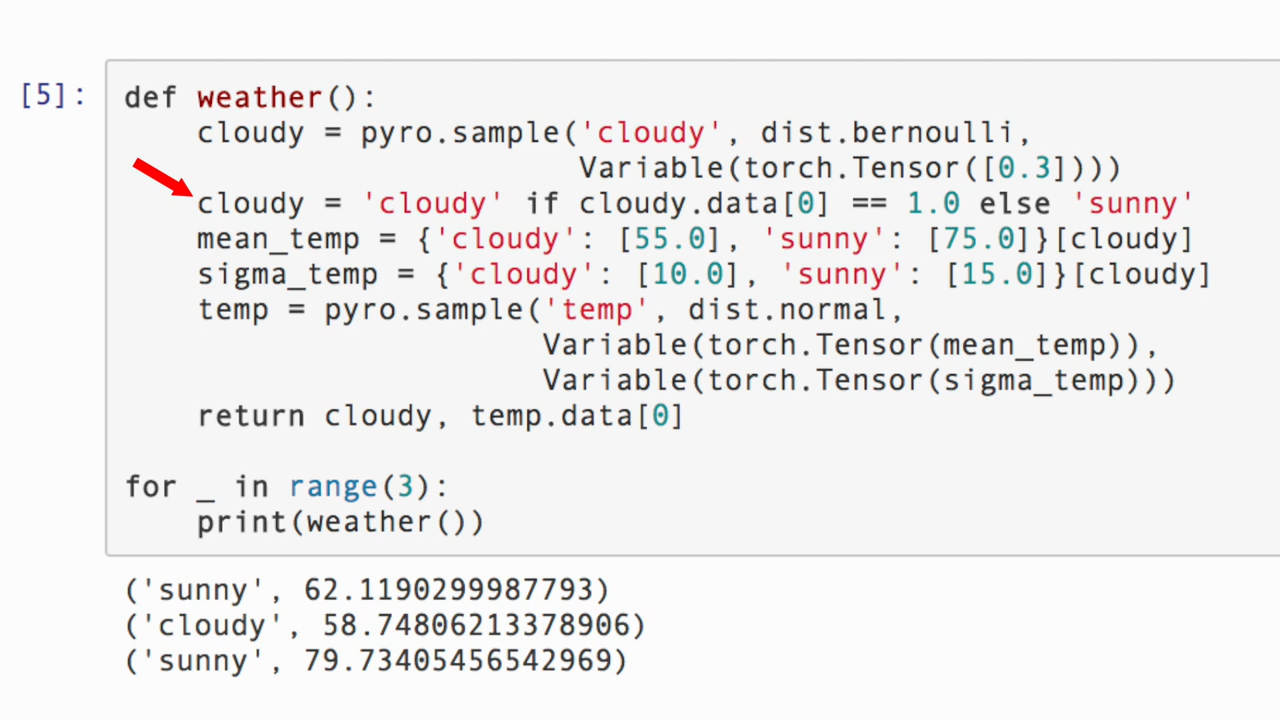 [5]:
def weather():
    cloudy = pyro.sample('cloudy', dist.bernoulli,
                         Variable(torch.Tensor([0.3])))
    cloudy = 'cloudy' if cloudy.data[0] == 1.0 else 'sunny'
    mean_temp = {'cloudy': [55.0], 'sunny': [75.0]}[cloudy]
    sigma_temp = {'cloudy': [10.0], 'sunny': [15.0]}[cloudy]
    temp = pyro.sample('temp', dist.normal,
                       Variable(torch.Tensor(mean_temp)),
                       Variable(torch.Tensor(sigma_temp)))
    return cloudy, temp.data[0]

for _ in range(3):
    print(weather())
('sunny', 62.1190299987793)
('cloudy', 58.74806213378906)
('sunny', 79.73405456542969)